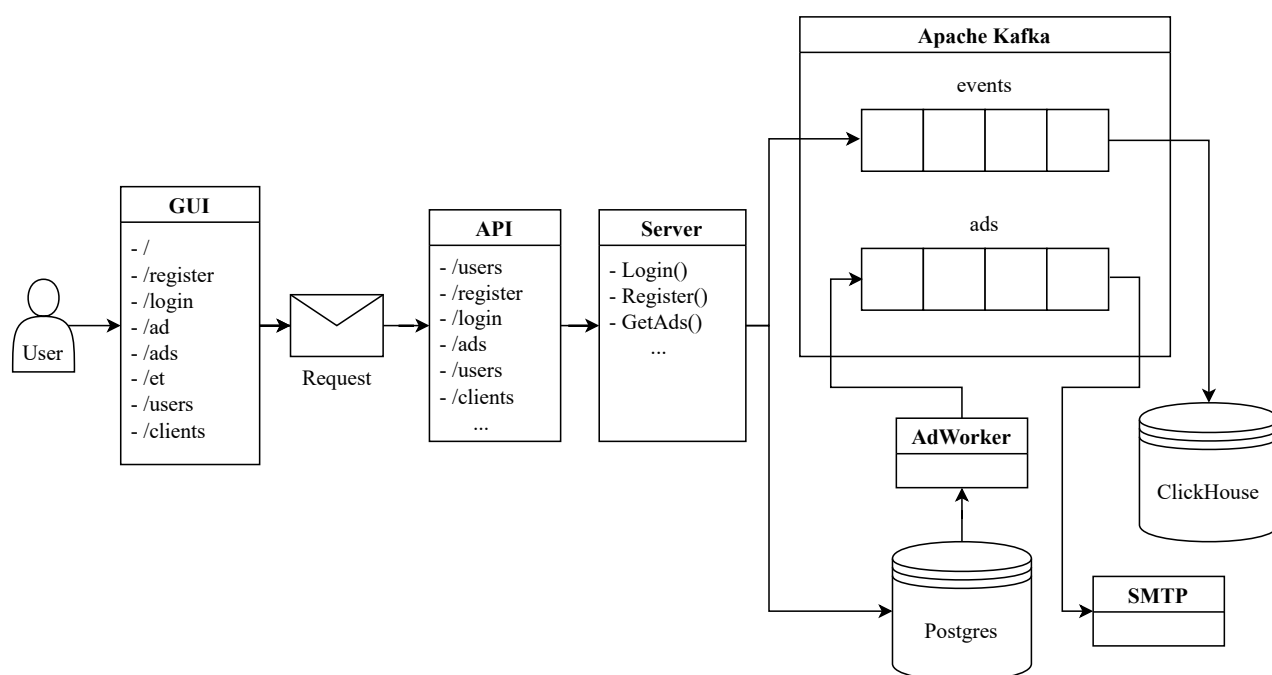 User
GUI
- /
- /register
- /login
- /ad
- /ads
- /et
- /users
- /clients
Request
API
- /users
- /register
- /login
- /ads
- /users
- /clients
...
Server
- Login()
- Register()
- GetAds()
...
Apache Kafka
events
ads
AdWorker
Postgres
ClickHouse
SMTP